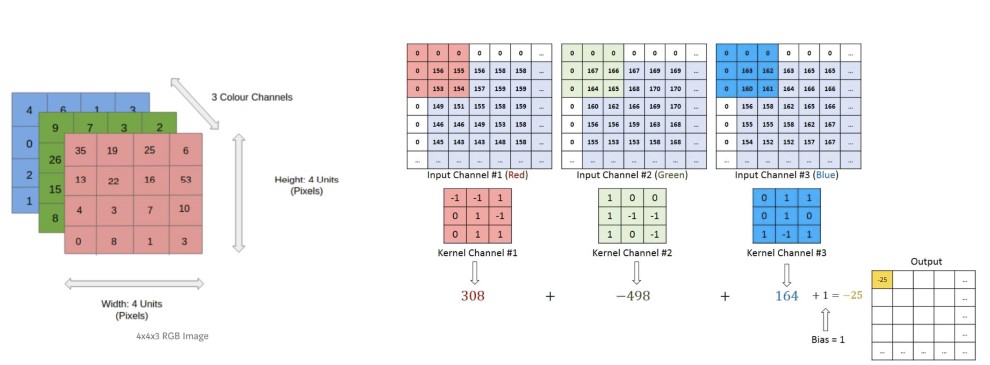 3 Colour Channels
4 6 1 3
0
2
1
9 7 3 2
26
15
8
35 19 25 6
13 22 16 53
4 3 7 10
0 8 1 3
Height: 4 Units
(Pixels)
Width: 4 Units
(Pixels)
4x4x3 RGB Image
0 0 0 0 0 0 ...
0 156 155 156 158 158 ...
0 153 154 157 159 159 ...
0 149 151 155 158 159 ...
0 146 146 149 153 158 ...
0 145 143 143 148 158 ...
... ... ... ... ... ... ...
Input Channel #1 (Red)
0 0 0 0 0 0 ...
0 167 166 167 169 169 ...
0 164 165 168 170 170 ...
0 160 162 166 169 170 ...
0 156 156 159 163 168 ...
0 155 153 153 158 168 ...
... ... ... ... ... ... ...
Input Channel #2 (Green)
0 0 0 0 0 0 ...
0 163 162 163 165 165 ...
0 160 161 164 166 166 ...
0 156 158 162 165 166 ...
0 155 155 158 162 167 ...
0 154 152 152 157 167 ...
... ... ... ... ... ... ...
Input Channel #3 (Blue)
-1 -1 1
0 1 -1
0 1 1
Kernel Channel #1
1 0 0
1 -1 -1
1 0 -1
Kernel Channel #2
0 1 1
0 1 0
1 -1 1
Kernel Channel #3
308 + −498 + 164 + 1 = −25
Bias = 1
Output
-25 ...
...
...
...
... ... ... ... ...